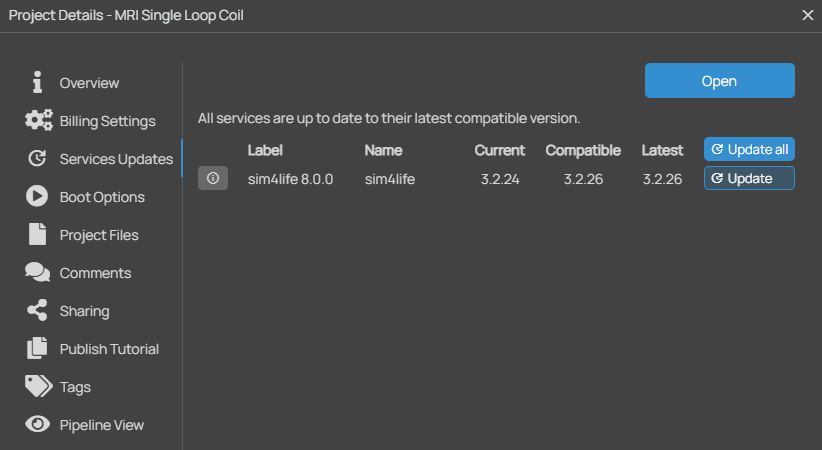 Project Details - MRI Single Loop Coil
Overview
Billing Settings
Services Updates
Boot Options
Project Files
Comments
Sharing
Publish Tutorial
Tags
Pipeline View
Open
All services are up to date to their latest compatible version.
Label Name Current Compatible Latest Update all
sim4life 8.0.0 sim4life 3.2.24 3.2.26 3.2.26 Update